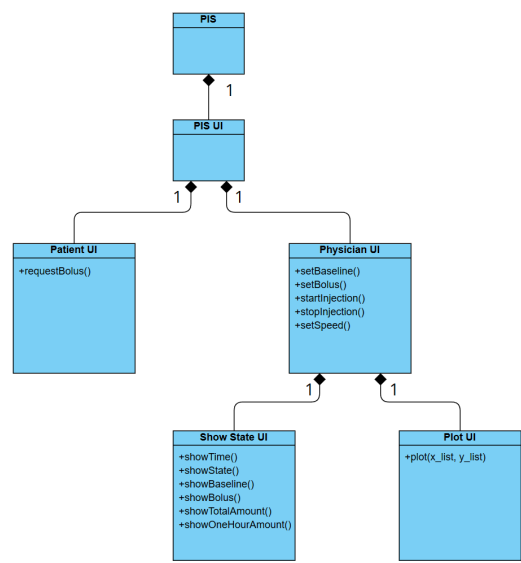 PIS
1
PIS UI
1
1
Patient UI
+requestBolus()
Physician UI
+setBaseline()
+setBolus()
+startInjection()
+stopInjection()
+setSpeed()
1
1
Show State UI
+showTime()
+showState()
+showBaseline()
+showBolus()
+showTotalAmount()
+showOneHourAmount()
Plot UI
+plot(x_list, y_list)